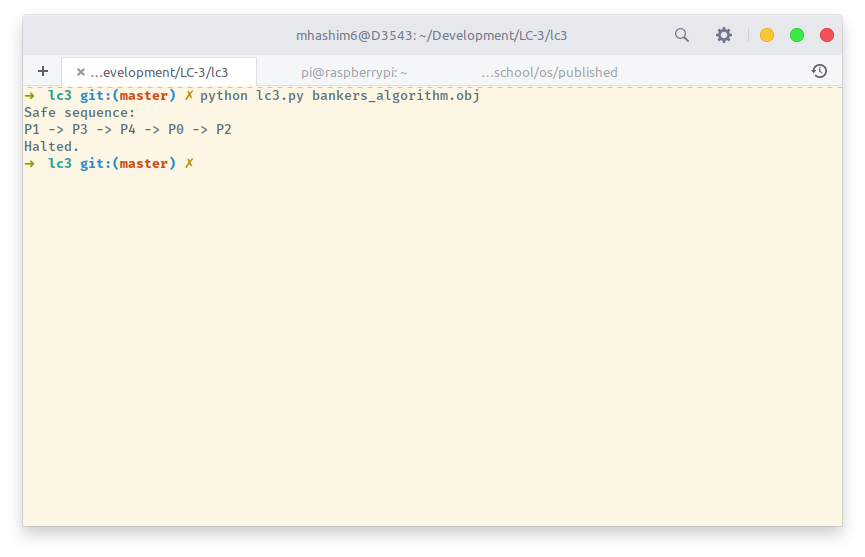 mhashim6@D3543: ~/Development/LC-3/lc3
...evelopment/LC-3/lc3
pi@raspberrypi: ~
...school/os/published
➜ lc3 git:(master) ✗ python lc3.py bankers_algorithm.obj
Safe sequence:
P1 -> P3 -> P4 -> P0 -> P2
Halted.
➜ lc3 git:(master) ✗